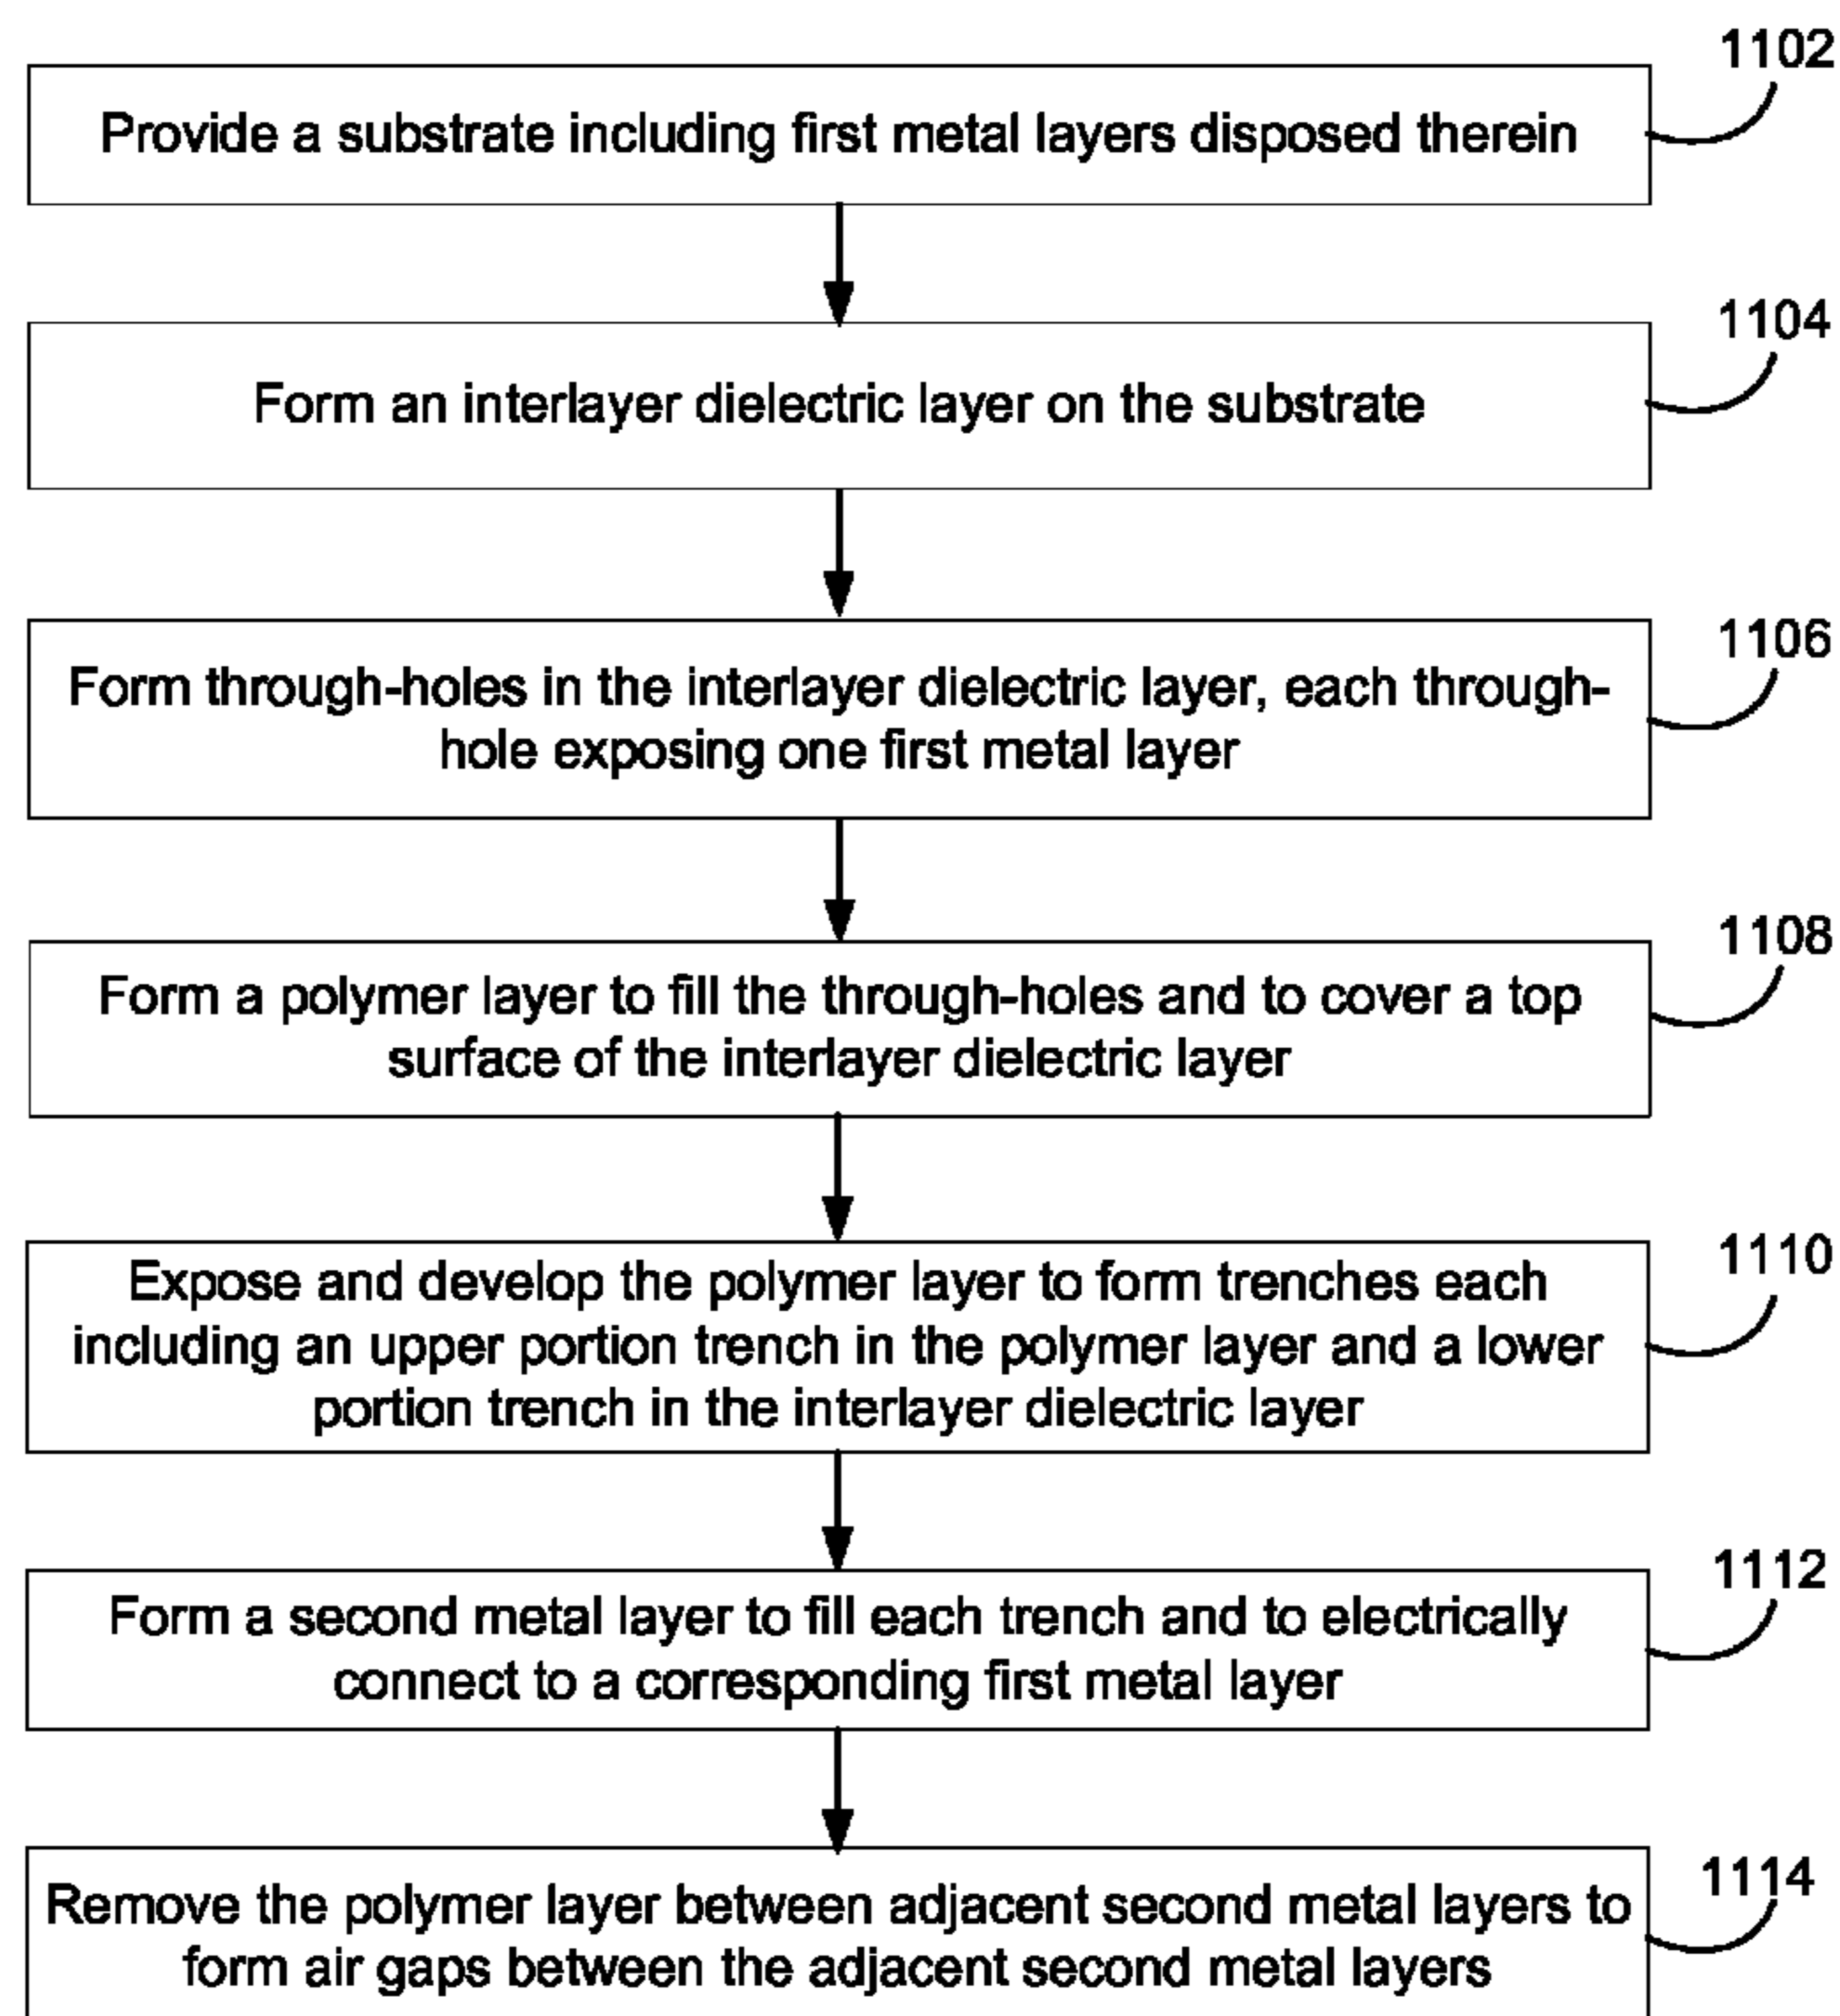 1102
Provide a substrate including first metal layers disposed therein
1104
Form an interlayer dielectric layer on the substrate
1106
Form through-holes in the interlayer dielectric layer, each through-
hole exposing one first metal layer
1108
Form a polymer layer to fill the through-holes and to cover a top
surface of the interlayer dielectric layer
1110
Expose and develop the polymer layer to form trenches each
including an upper portion trench in the polymer layer and a lower
portion trench in the interlayer dielectric layer
1112
Form a second metal layer to fill each trench and to electrically
connect to a corresponding first metal layer
1114
Remove the polymer layer between adjacent second metal layers to
form air gaps between the adjacent second metal layers